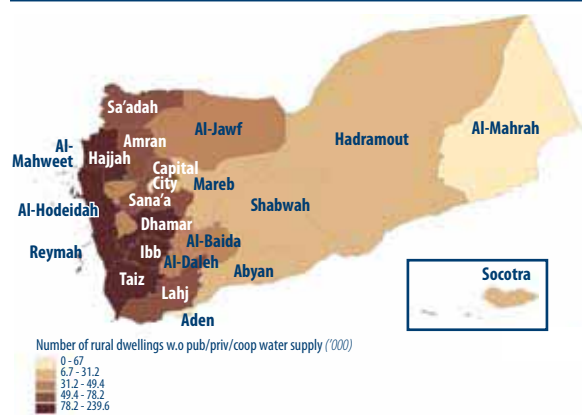 Sa'adah
Amran
Al-Jawf
Hadramout
Al-Mahrah
Al-
Mahweet
Hajjah
Capital
City
Mareb
Sana'a
Shabwah
Al-Hodeidah
Dhamar
Al-Baida
Reymah
Ibb
Al-Daleh
Abyan
Taiz
Lahj
Socotra
Aden
Number of rural dwellings w.o pub/priv/coop water supply ('000)
0 - 67
6.7 - 31.2
31.2 - 49.4
49.4 - 78.2
78.2 - 239.6